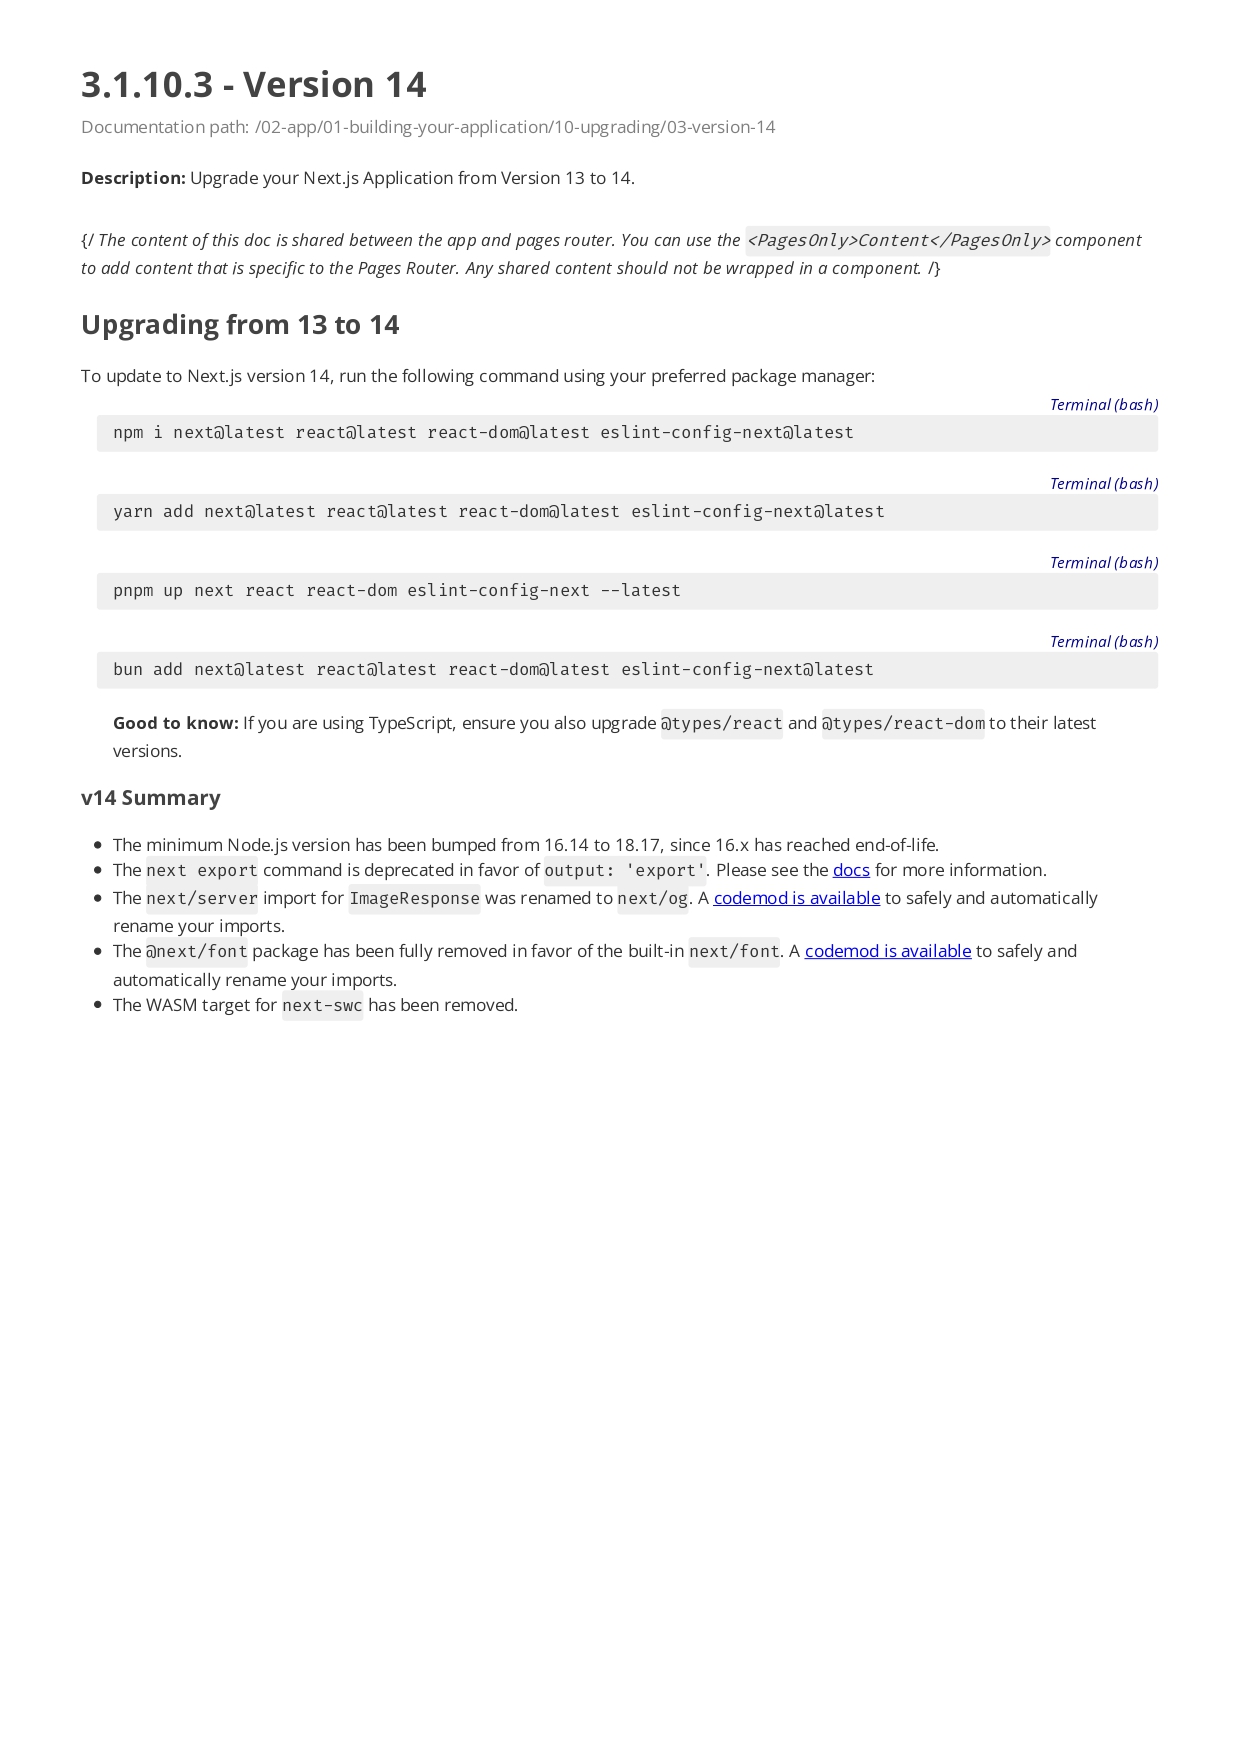 3.1.10.3 - Version 14
Documentation path: /02-app/01-building-your-application/10-upgrading/03-version-14
Description: Upgrade your Next.js Application from Version 13 to 14.
{/ The content of this doc is shared between the app and pages router. You can use the <PagesOnly>Content</PagesOnly> component
to add content that is specific to the Pages Router. Any shared content should not be wrapped in a component. /}
Upgrading from 13 to 14
To update to Next.js version 14, run the following command using your preferred package manager:
Terminal (bash)
npm i next@latest react@latest react-dom@latest eslint-config-next@latest
Terminal (bash)
yarn add next@latest react@latest react-dom@latest eslint-config-next@latest
Terminal (bash)
pnpm up next react react-dom eslint-config-next --latest
Terminal (bash)
bun add next@latest react@latest react-dom@latest eslint-config-next@latest
Good to know: If you are using TypeScript, ensure you also upgrade @types/react and @types/react-dom to their latest
versions.
v14 Summary
• The minimum Node.js version has been bumped from 16.14 to 18.17, since 16.x has reached end-of-life.
• The next export command is deprecated in favor of output: 'export'. Please see the docs for more information.
• The next/server import for ImageResponse was renamed to next/og. A codemod is available to safely and automatically
rename your imports.
• The @next/font package has been fully removed in favor of the built-in next/font. A codemod is available to safely and
automatically rename your imports.
• The WASM target for next-swc has been removed.